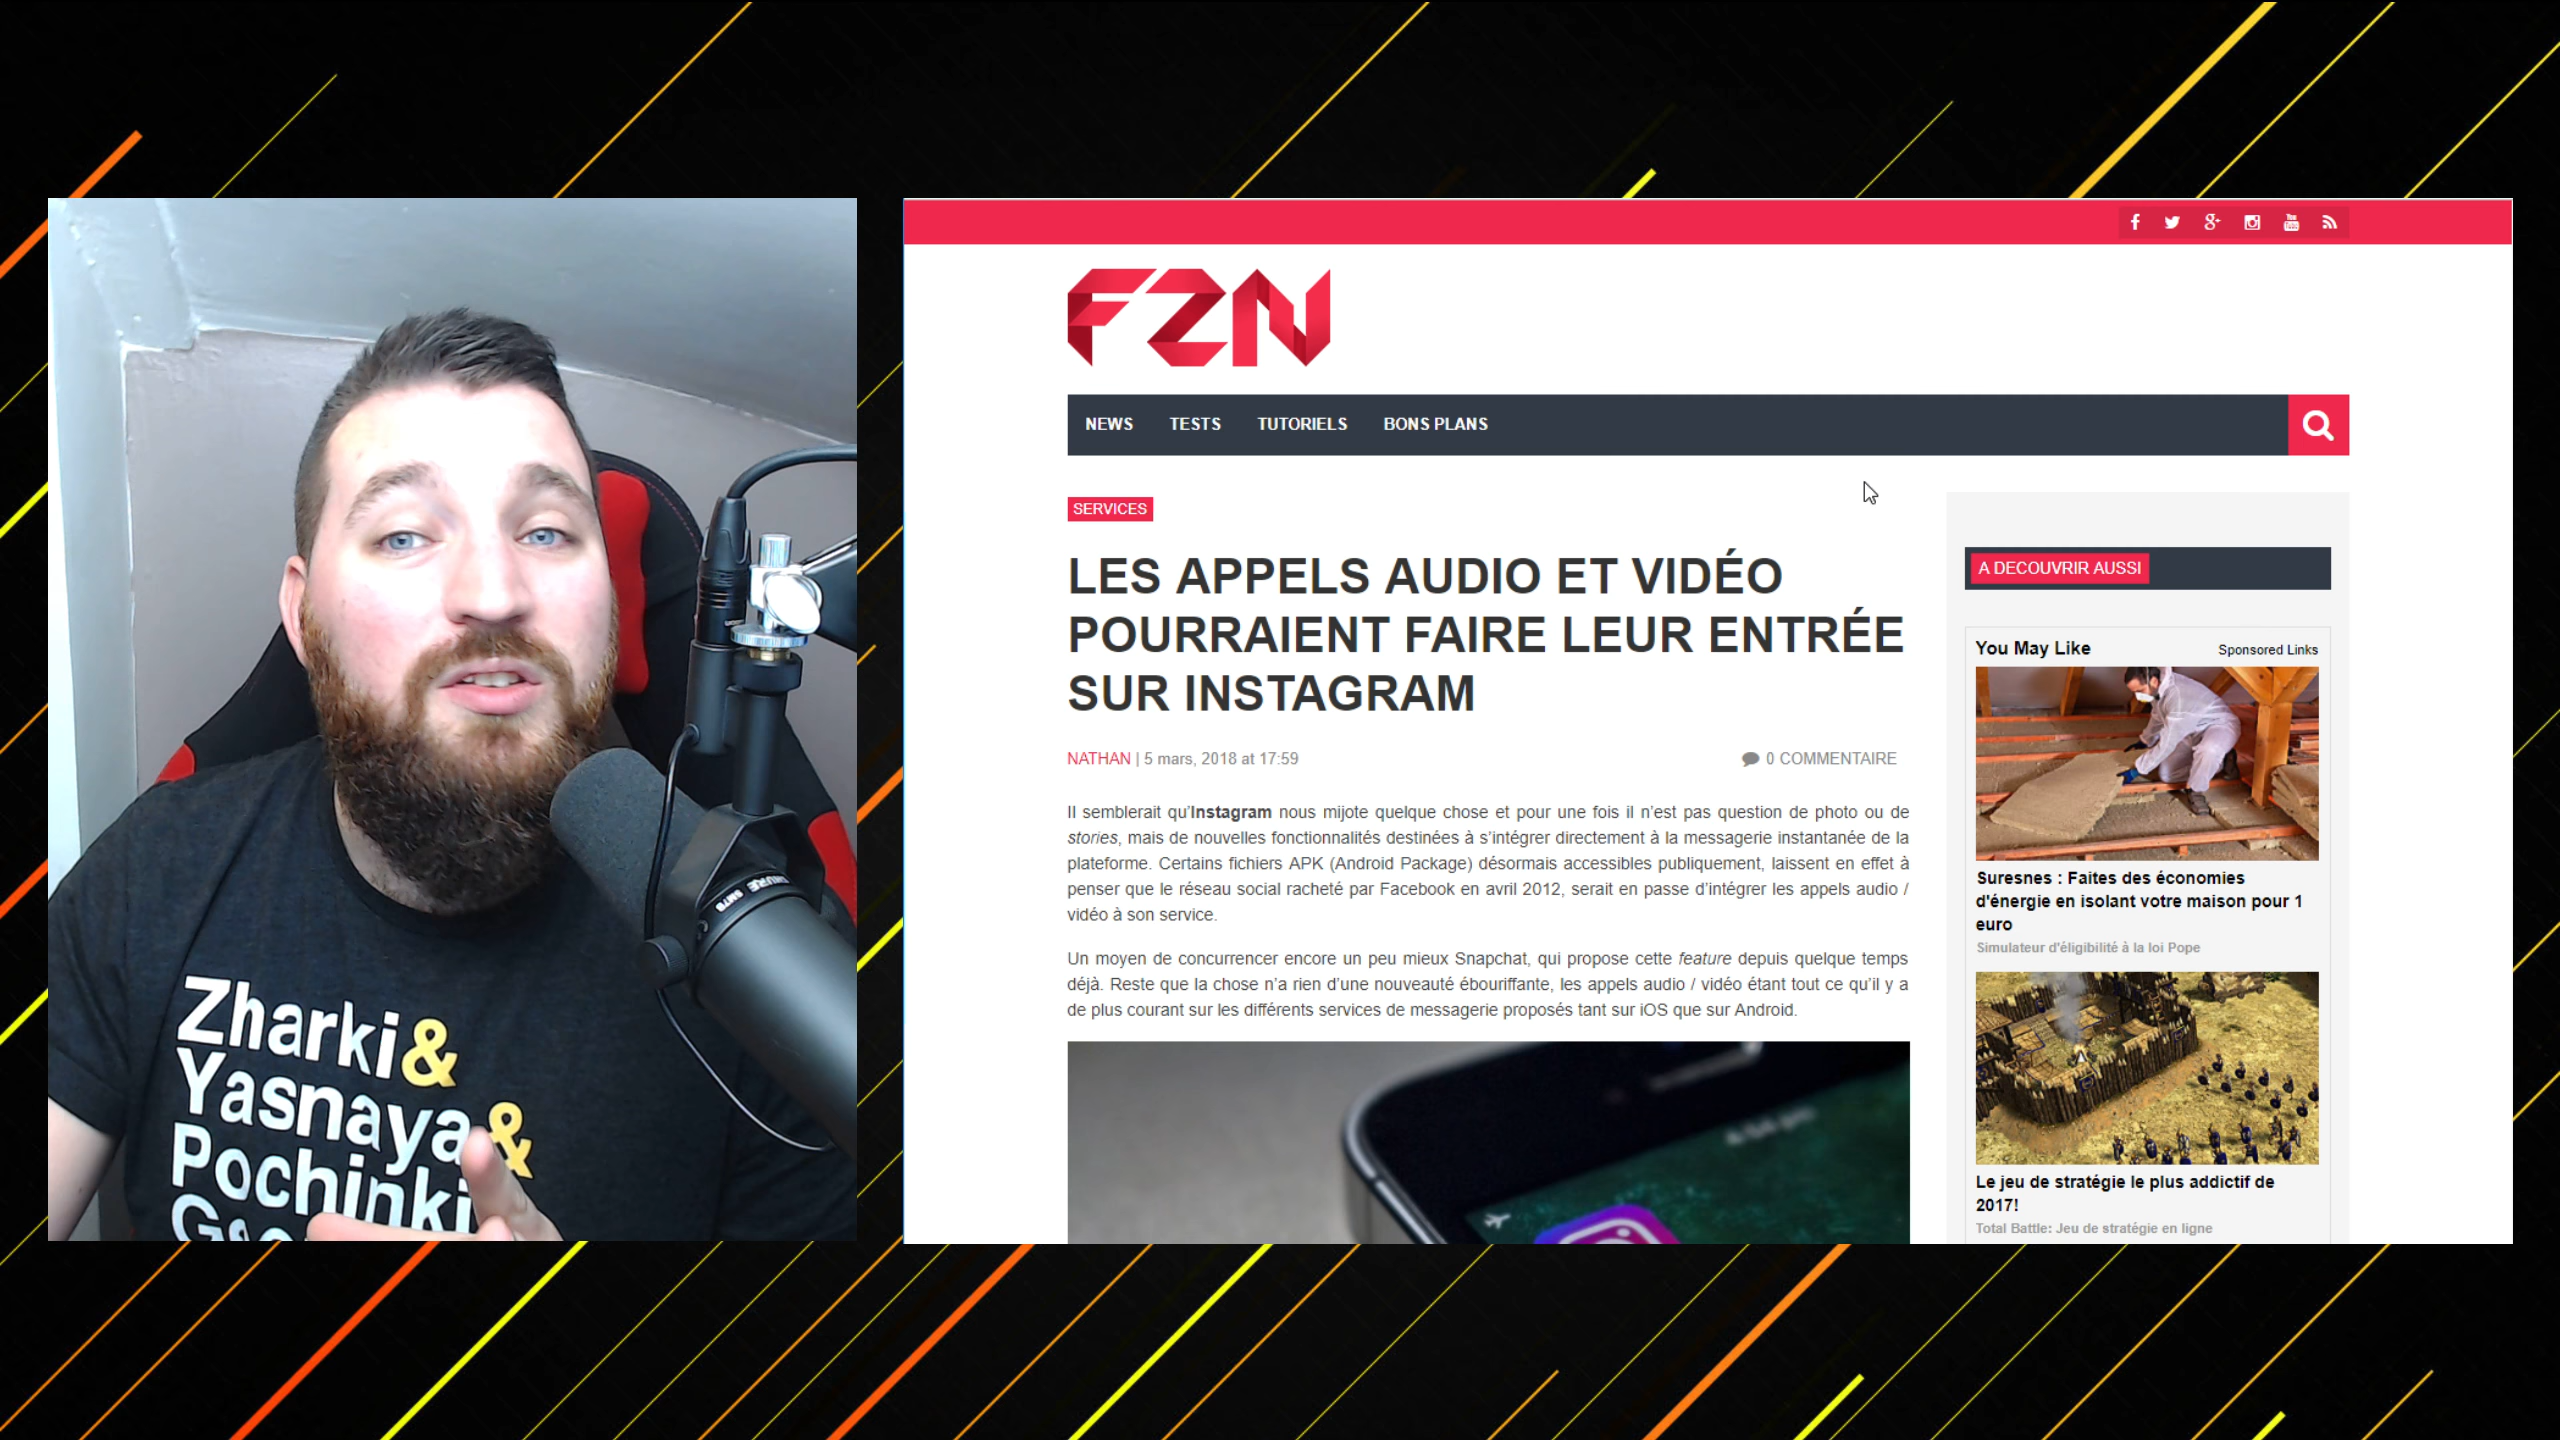 Zharki&
Yasnaya &
Pochinki
SHURE SM7B
FZN
NEWS TESTS TUTORIELS BONS PLANS
SERVICES
LES APPELS AUDIO ET VIDÉO
POURRAIENT FAIRE LEUR ENTRÉE
SUR INSTAGRAM
NATHAN | 5 mars, 2018 at 17:59
0 COMMENTAIRE
Il semblerait qu'Instagram nous mijote quelque chose et pour une fois il n'est pas question de photo ou de
stories, mais de nouvelles fonctionnalités destinées à s'intégrer directement à la messagerie instantanée de la
plateforme. Certains fichiers APK (Android Package) désormais accessibles publiquement, laissent en effet à
penser que le réseau social racheté par Facebook en avril 2012, serait en passe d'intégrer les appels audio /
vidéo à son service.
Un moyen de concurrencer encore un peu mieux Snapchat, qui propose cette feature depuis quelque temps
déjà. Reste que la chose n'a rien d'une nouveauté ébouriffante, les appels audio / vidéo étant tout ce qu'il y a
de plus courant sur les différents services de messagerie proposés tant sur iOS que sur Android.
A DECOUVRIR AUSSI
You May Like
Sponsored Links
Suresnes : Faites des économies
d'énergie en isolant votre maison pour 1
euro
Simulateur d'éligibilité à la loi Pope
Le jeu de stratégie le plus addictif de
2017!
Total Battle: Jeu de stratégie en ligne